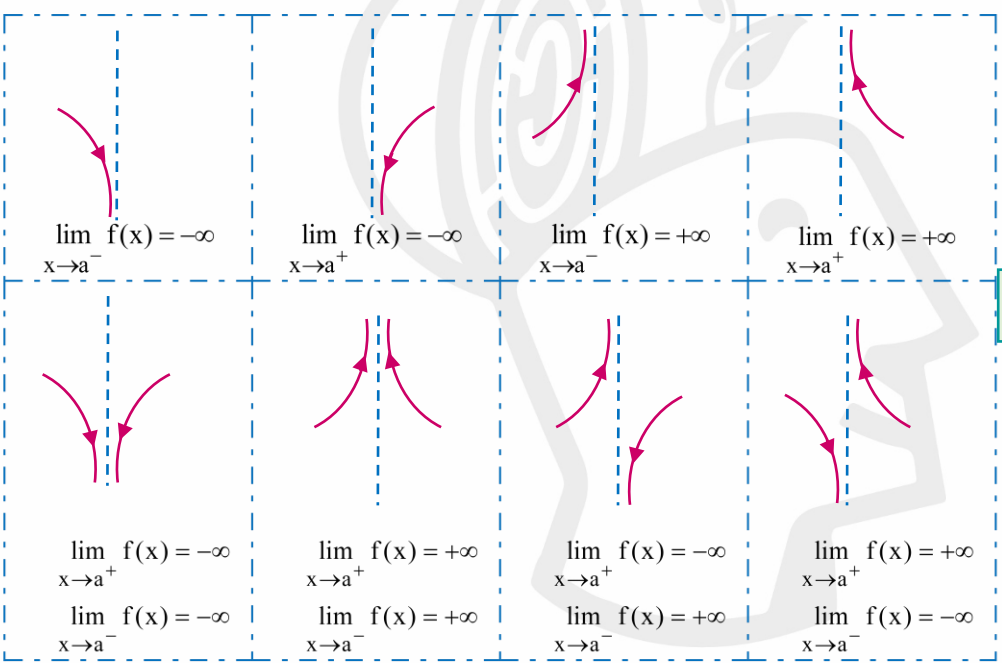 lim f(x) = −∞
x→a⁻
lim f(x) = −∞
x→a⁺
lim f(x) = +∞
x→a⁻
lim f(x) = +∞
x→a⁺
lim f(x) = −∞
x→a⁺
lim f(x) = −∞
x→a⁻
lim f(x) = +∞
x→a⁺
lim f(x) = +∞
x→a⁻
lim f(x) = −∞
x→a⁺
lim f(x) = +∞
x→a⁻
lim f(x) = +∞
x→a⁺
lim f(x) = −∞
x→a⁻